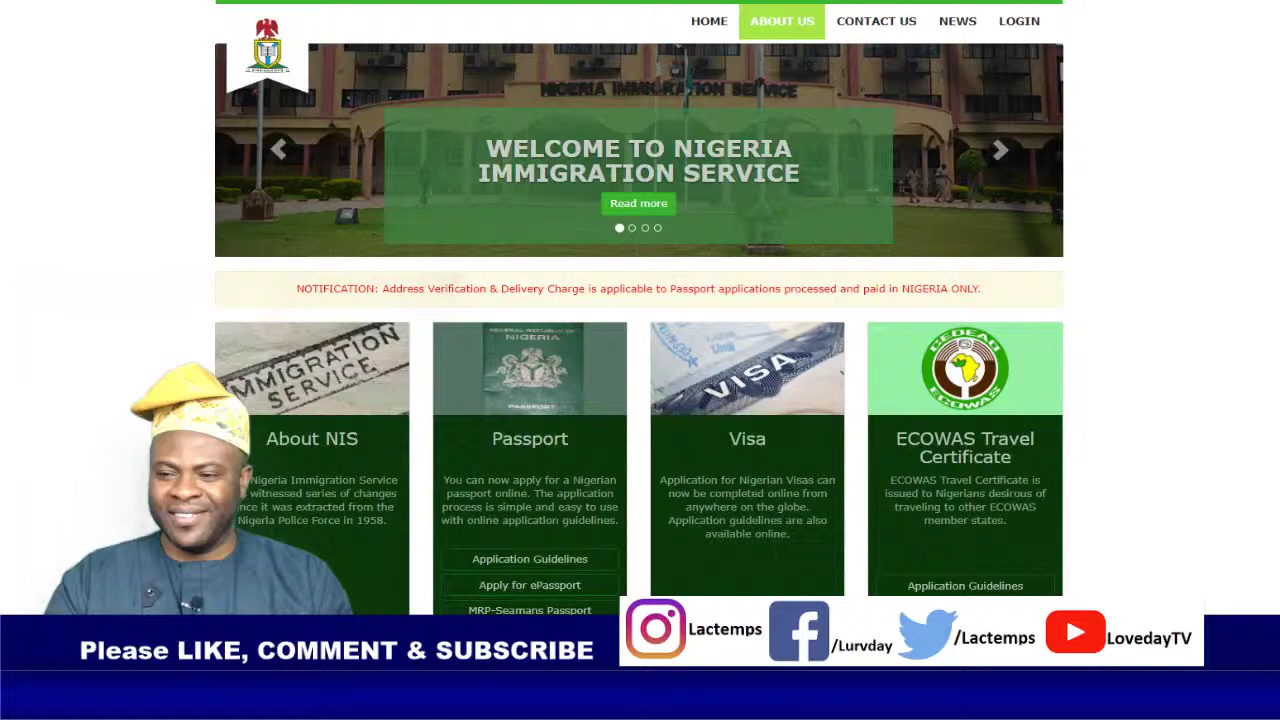 HOME ABOUT US CONTACT US NEWS LOGIN
NIGERIA IMMIGRATION SERVICE
WELCOME TO NIGERIA
IMMIGRATION SERVICE
Read more
NOTIFICATION: Address Verification & Delivery Charge is applicable to Passport applications processed and paid in NIGERIA ONLY.
IMMIGRATION
SERVICE
About NIS
Nigeria Immigration Service
witnessed series of changes
nce it was extracted from the
Nigeria Police Force in 1958.
FEDERAL REPUBLIC OF
NIGERIA
PASSPORT
Passport
You can now apply for a Nigerian
passport online. The application
process is simple and easy to use
with online application guidelines.
Application Guidelines
Apply for ePassport
MRP-Seamans Passport
VISA
Visa
Application for Nigerian Visas can
now be completed online from
anywhere on the globe.
Application guidelines are also
available online.
CEDEAO
ECOWAS
ECOWAS Travel
Certificate
ECOWAS Travel Certificate is
issued to Nigerians desirous of
traveling to other ECOWAS
member states.
Application Guidelines
Please LIKE, COMMENT & SUBSCRIBE
Lactemps
/Lurvday
/Lactemps
LovedayTV